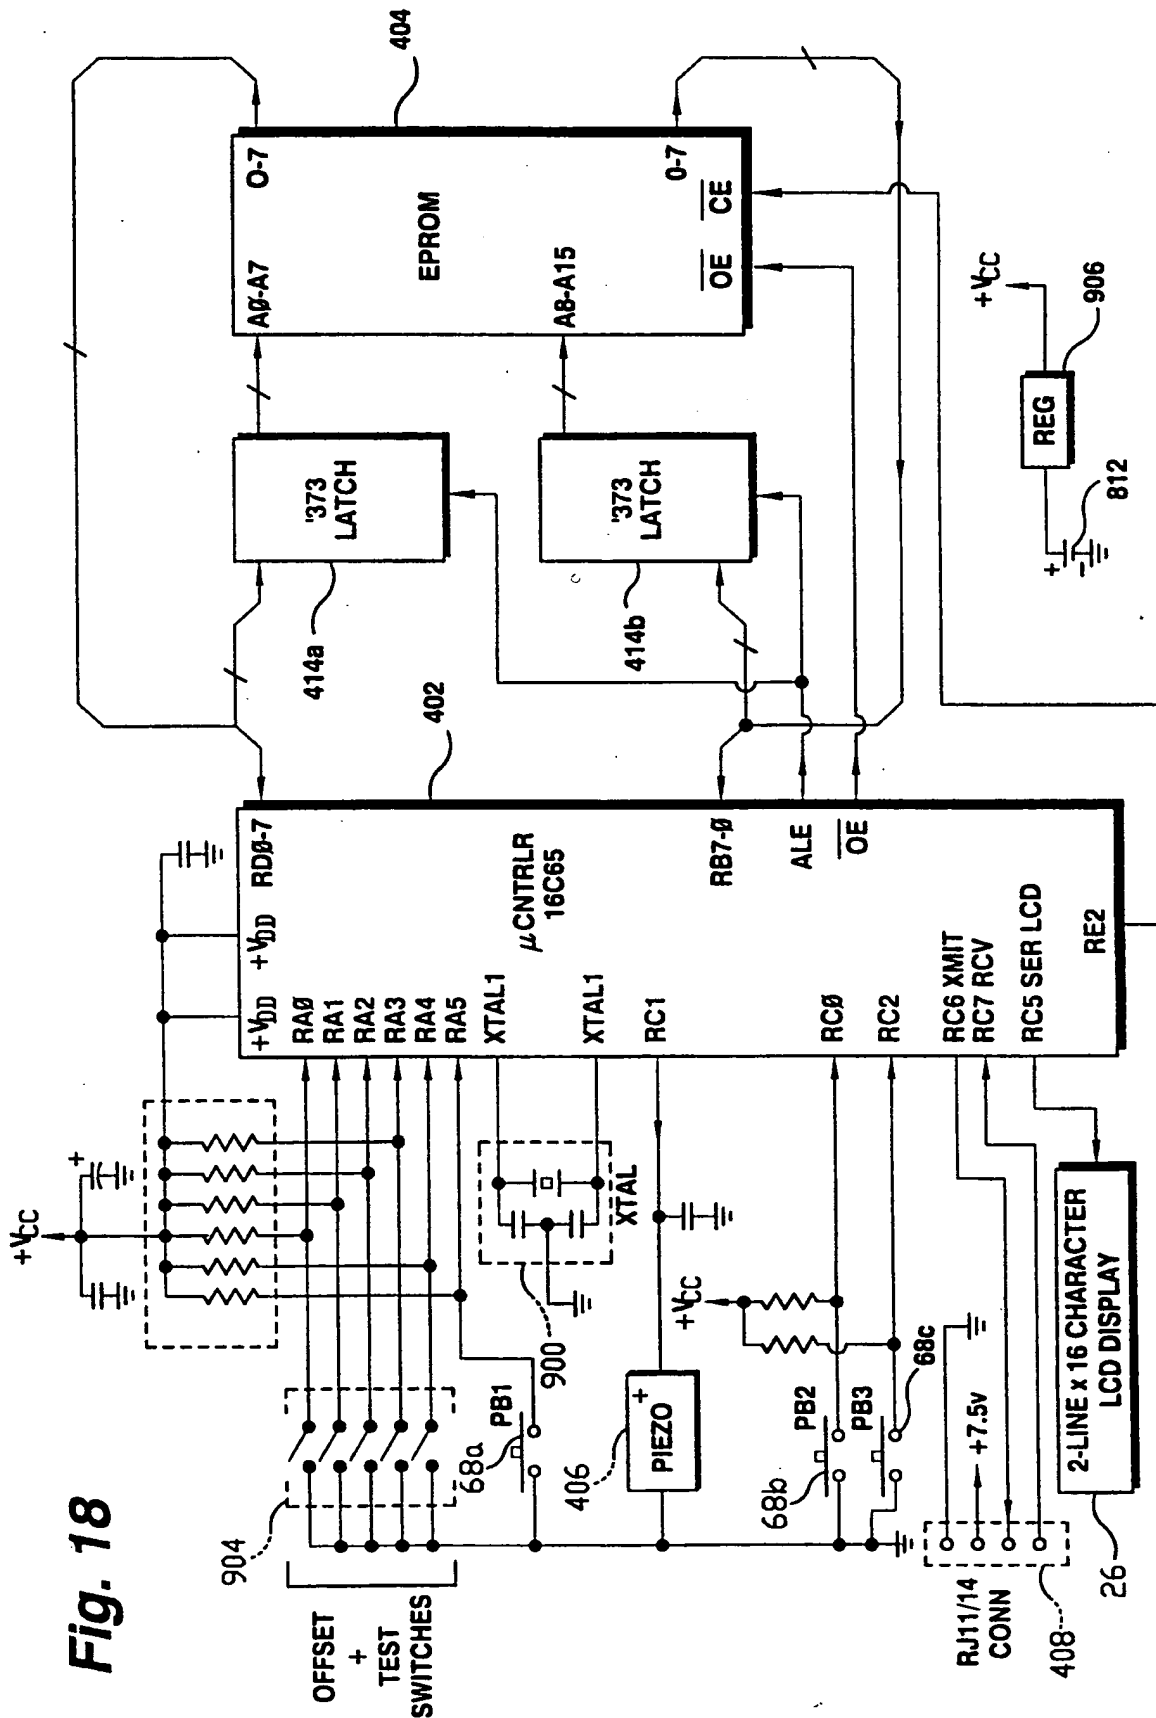 Fig. 18
OFFSET
+
TEST
SWITCHES
904
+VCC
+
+VDD
+VDD
RA0
RA1
RA2
RA3
RA4
RA5
XTAL1
XTAL1
RC1
RCØ
RC2
RC6 XMIT
RC7 RCV
RC5 SER LCD
RDØ-7
µCNTRLR
16C65
RB7-Ø
ALE
OE
RE2
402
PB1
68a
XTAL
900
PIEZO
+
406
+VCC
PB2
68b
PB3
68c
+7.5v
RJ11/14
CONN
408
2-LINE x 16 CHARACTER
LCD DISPLAY
26
'373
LATCH
414a
'373
LATCH
414b
AØ-A7
O-7
EPROM
A8-A15
0-7
OE
CE
404
+VCC
REG
906
+
-
812